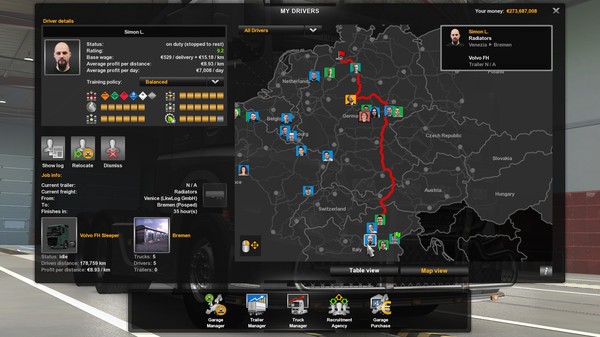 MY DRIVERS
Your money: €273,687,008
Driver details
Simon L.
Status: on duty (stopped to rest)
Rating: 9.2
Base wage: €329 / delivery + €15.18 / km
Average profit per distance: €8.93 / km
Average profit per day: €7,008 / day
Training policy: Balanced
Show log
Relocate
Dismiss
Job info:
Current trailer: N / A
Current freight: Radiators
From: Venice (LkwLog GmbH)
To: Bremen (Posped)
Finishes in: 35 hour(s)
Volvo FH Sleeper
Bremen
Status: Idle
Driven distance: 178,759 km
Profit per distance: €8.93 / km
Trucks: 5
Drivers: 5
Trailers: 0
All Drivers
Netherlands
Czech Republic
Slovakia
Austria
Hungary
Switzerland
Italy
Simon L.
Radiators
Venezia Bremen
Volvo FH
Trailer N / A
Table view
Map view
i
Garage Manager
Trailer Manager
Truck Manager
Recruitment Agency
Garage Purchase